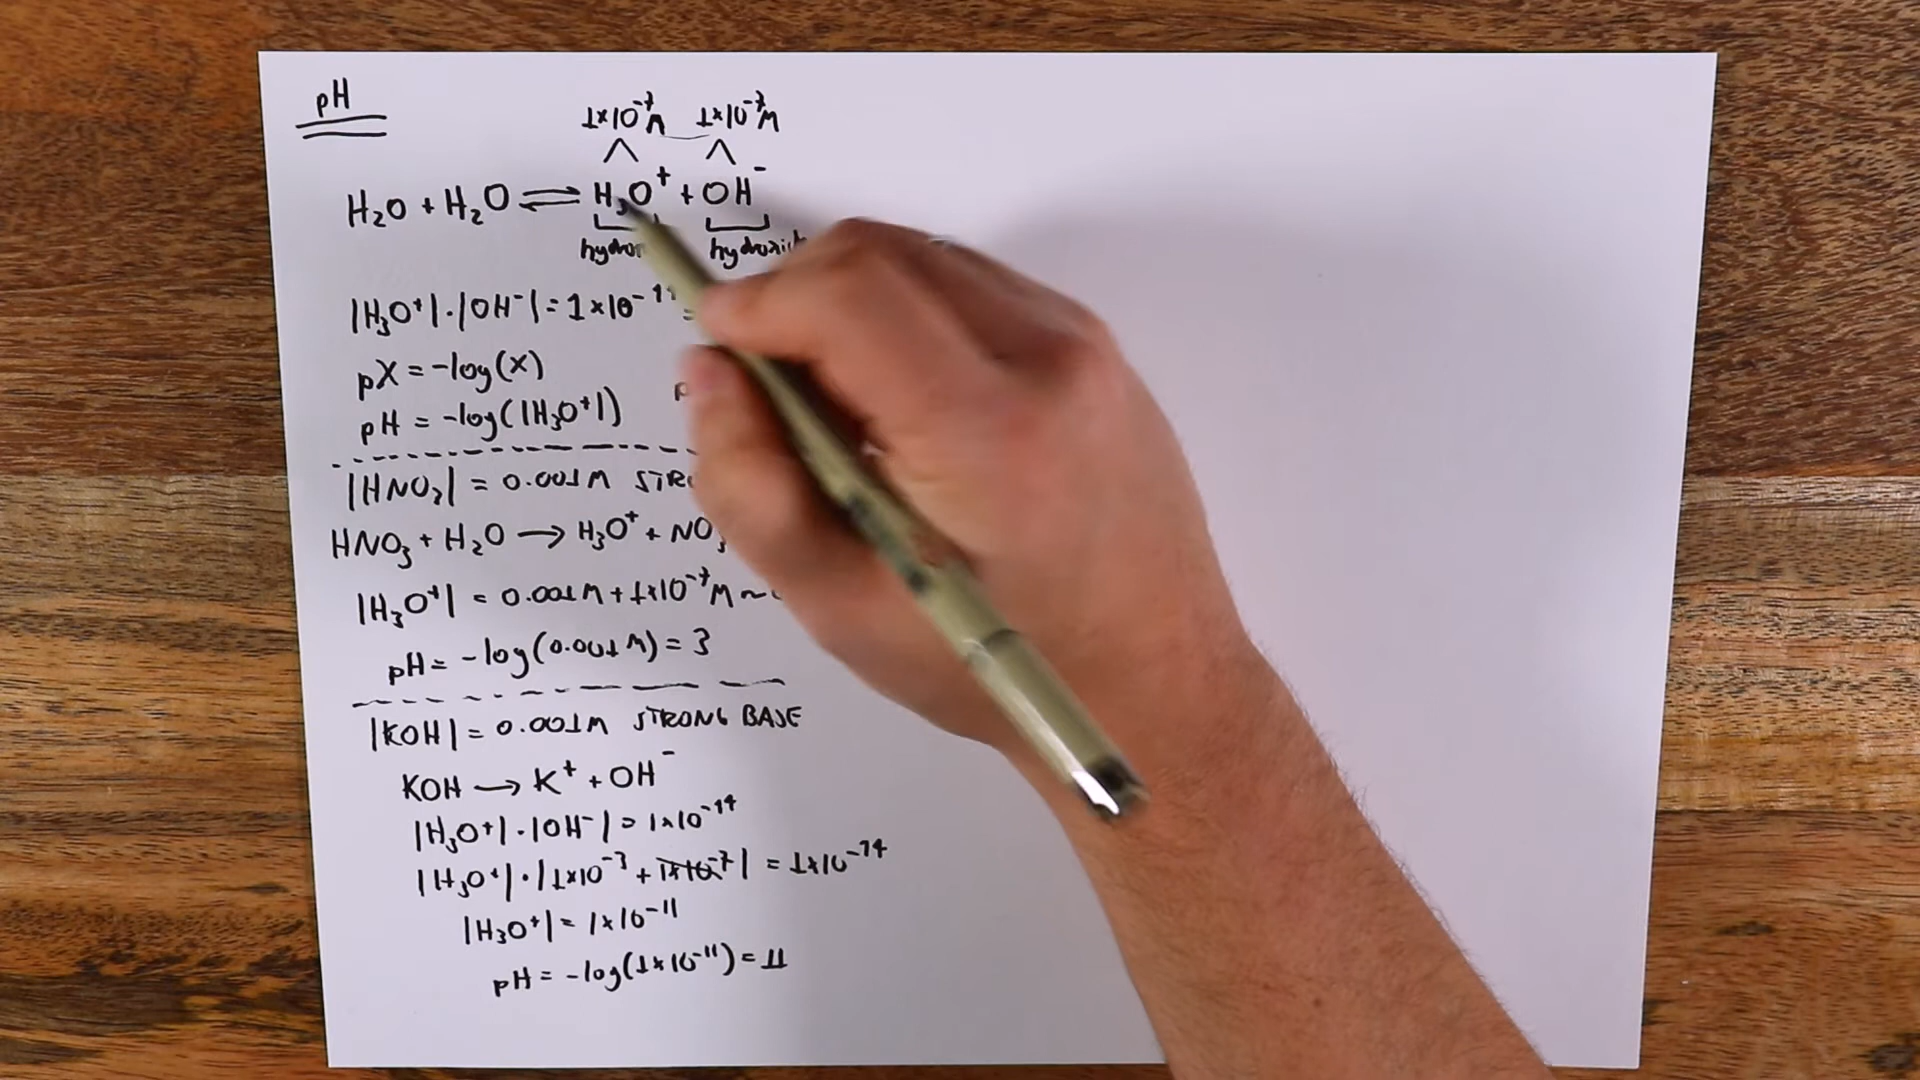 pH
1×10⁻⁷M 1×10⁻⁷M
H₂O + H₂O ⇌ H₃O⁺ + OH⁻
|H₃O⁺|·|OH⁻| = 1×10⁻¹⁴ =
pX = -log(x)
pH = -log(|H₃O⁺|)
|HNO₃| = 0.001M
HNO₃ + H₂O → H₃O⁺ + NO₃
|H₃O⁺| = 0.001M + 1×10⁻⁷M ~
pH = -log(0.001M) = 3
|KOH| = 0.001M STRONG BASE
KOH → K⁺ + OH⁻
|H₃O⁺|·|OH⁻| = 1×10⁻¹⁴
|H₃O⁺|·|1×10⁻³ + 1×10⁻⁷| = 1×10⁻¹⁴
|H₃O⁺| = 1×10⁻¹¹
pH = -log(1×10⁻¹¹) = 11